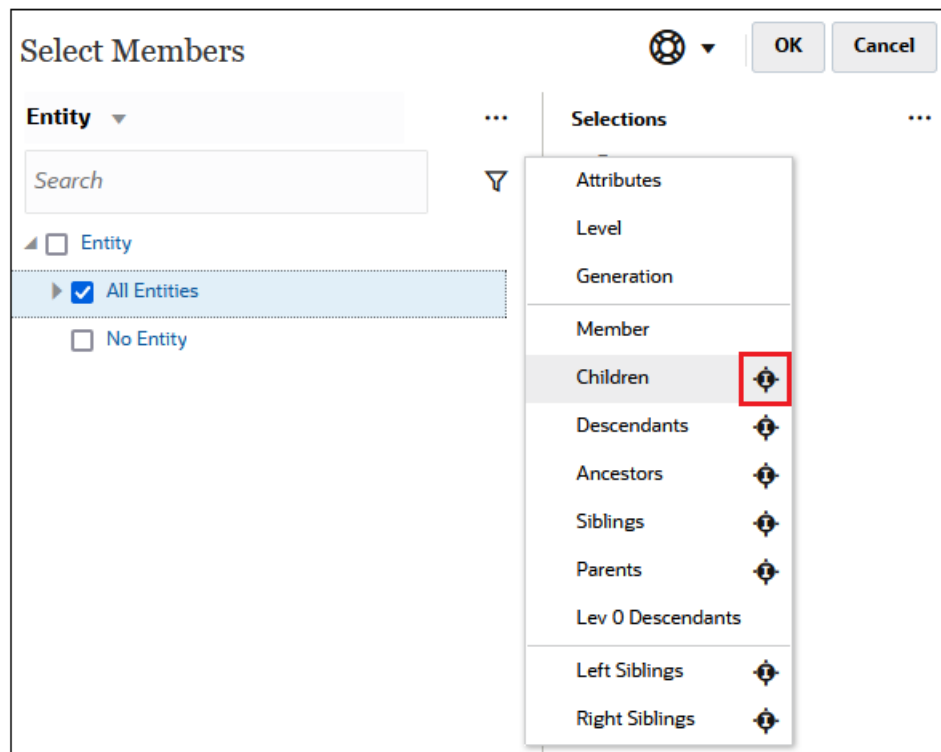 Select Members
OK
Cancel
Entity
Selections
Search
Entity
All Entities
No Entity
Attributes
Level
Generation
Member
Children
Descendants
Ancestors
Siblings
Parents
Lev 0 Descendants
Left Siblings
Right Siblings